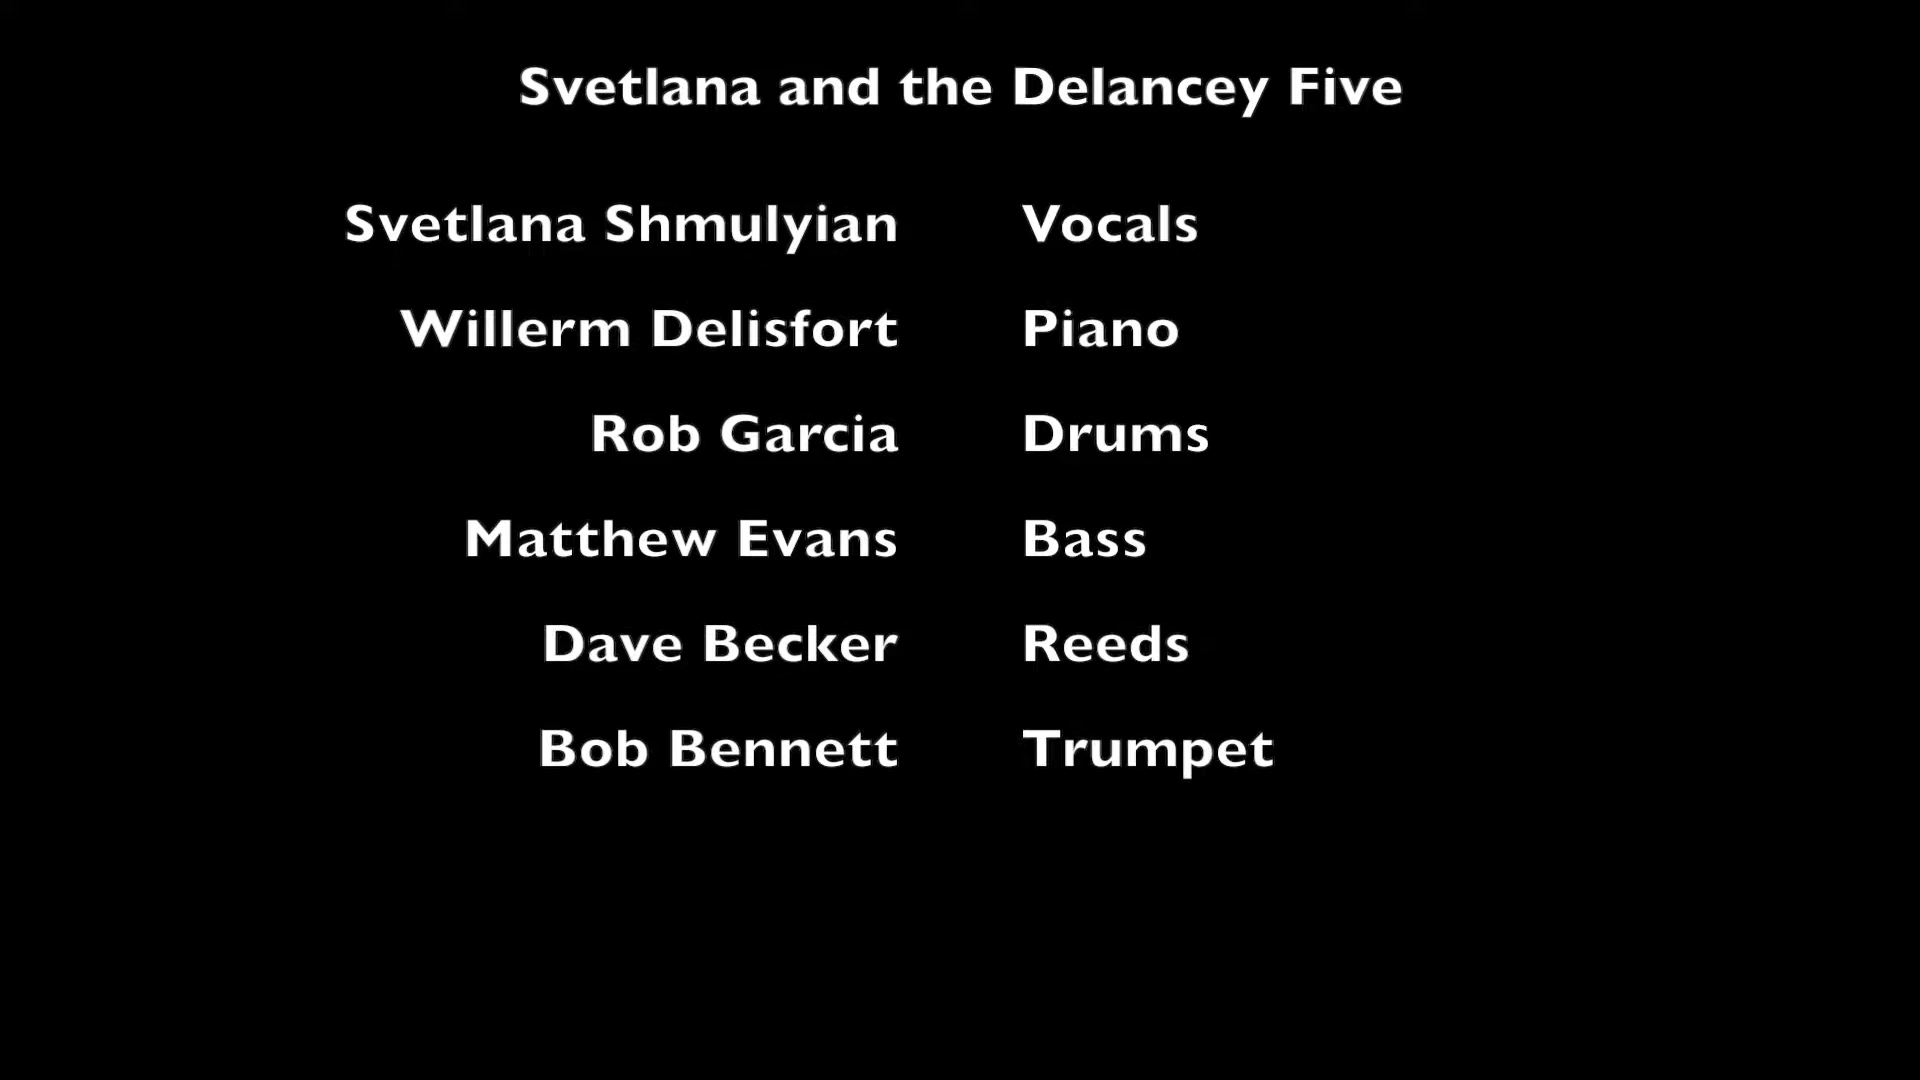 Svetlana and the Delancey Five
Svetlana Shmulyian Vocals
Willerm Delisfort Piano
Rob Garcia Drums
Matthew Evans Bass
Dave Becker Reeds
Bob Bennett Trumpet